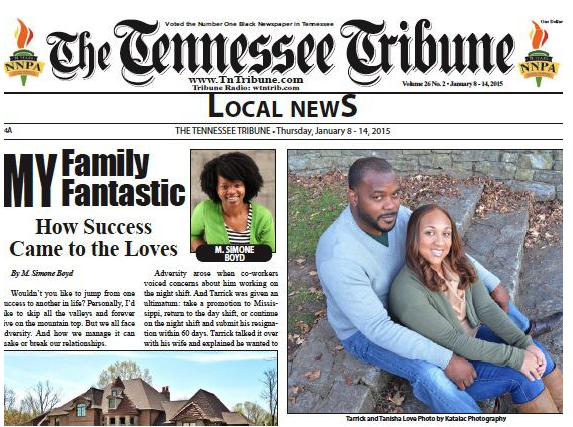 Voted the Number One Black Newspaper in Tennessee
One Dollar
The Tennessee Tribune
NNPA
NNPA
www.TnTribune.com
Tribune Radio: wtntrib.com
Volume 26 No. 2 • January 8 - 14, 2015
LOCAL NEWS
4A
THE TENNESSEE TRIBUNE • Thursday, January 8 - 14, 2015
MY Family
Fantastic
How Success
Came to the Loves
M. SIMONE
BOYD
By M. Simone Boyd
Wouldn't you like to jump from one
uccess to another in life? Personally, I'd
ike to skip all the valleys and forever
ive on the mountain top. But we all face
dversity. And how we manage it can
ake or break our relationships.
Adversity arose when co-workers
voiced concerns about him working on
the night shift. And Tarrick was given an
ultimatum: take a promotion to Missis-
sippi, return to the day shift, or continue
on the night shift and submit his resigna-
tion within 60 days. Tarrick talked it over
with his wife and explained he wanted to
Tarrick and Tanisha Love Photo by Katalac Photography